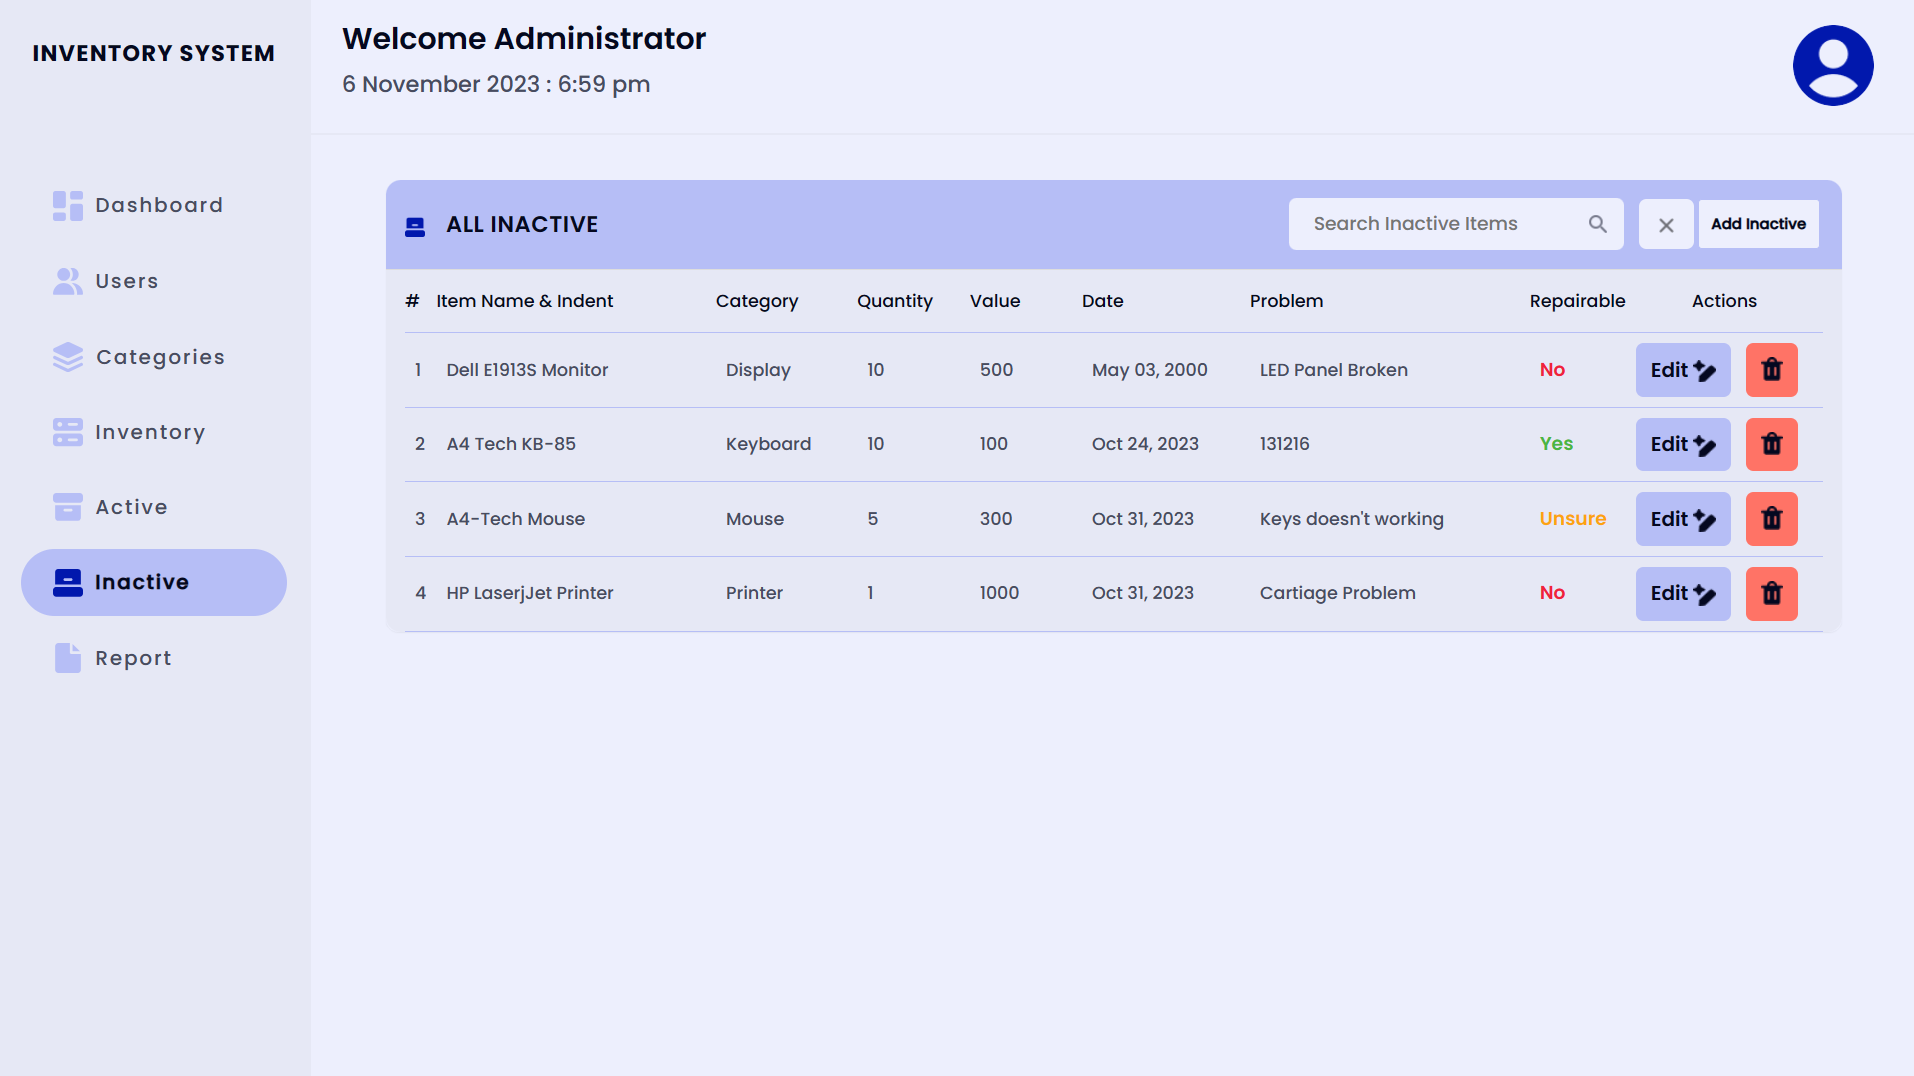 INVENTORY SYSTEM
Welcome Administrator
6 November 2023 : 6:59 pm
Dashboard
Users
Categories
Inventory
Active
Inactive
Report
ALL INACTIVE
Search Inactive Items
Add Inactive
# Item Name & Indent Category Quantity Value Date Problem Repairable Actions
1 Dell E1913S Monitor Display 10 500 May 03, 2000 LED Panel Broken No Edit
2 A4 Tech KB-85 Keyboard 10 100 Oct 24, 2023 131216 Yes Edit
3 A4-Tech Mouse Mouse 5 300 Oct 31, 2023 Keys doesn't working Unsure Edit
4 HP LaserjJet Printer Printer 1 1000 Oct 31, 2023 Cartiage Problem No Edit